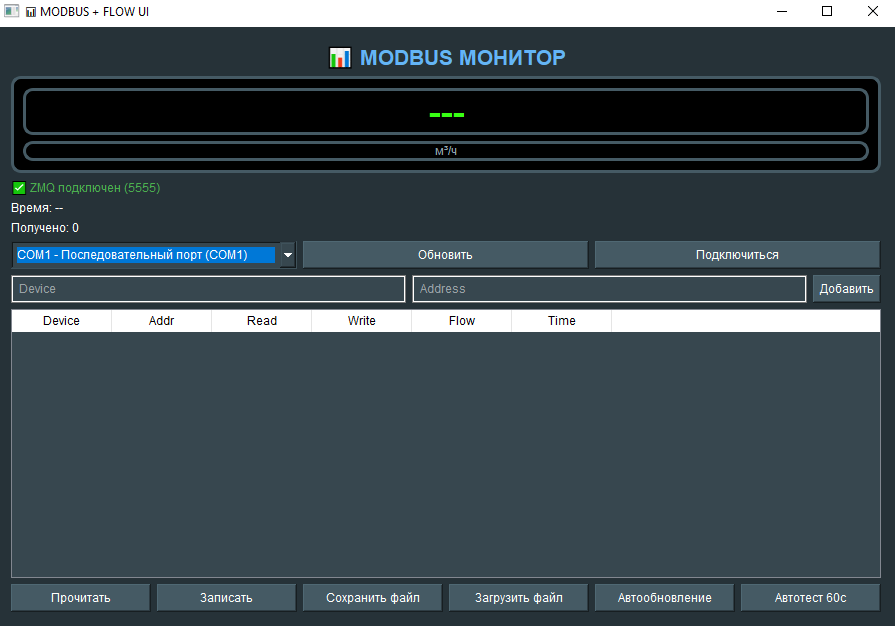 MODBUS + FLOW UI
MODBUS МОНИТОР
---
м³/ч
ZMQ подключен (5555)
Время: --
Получено: 0
COM1 - Последовательный порт (COM1) Обновить Подключиться
Device Address Добавить
Device Addr Read Write Flow Time
Прочитать Записать Сохранить файл Загрузить файл Автообновление Автотест 60с